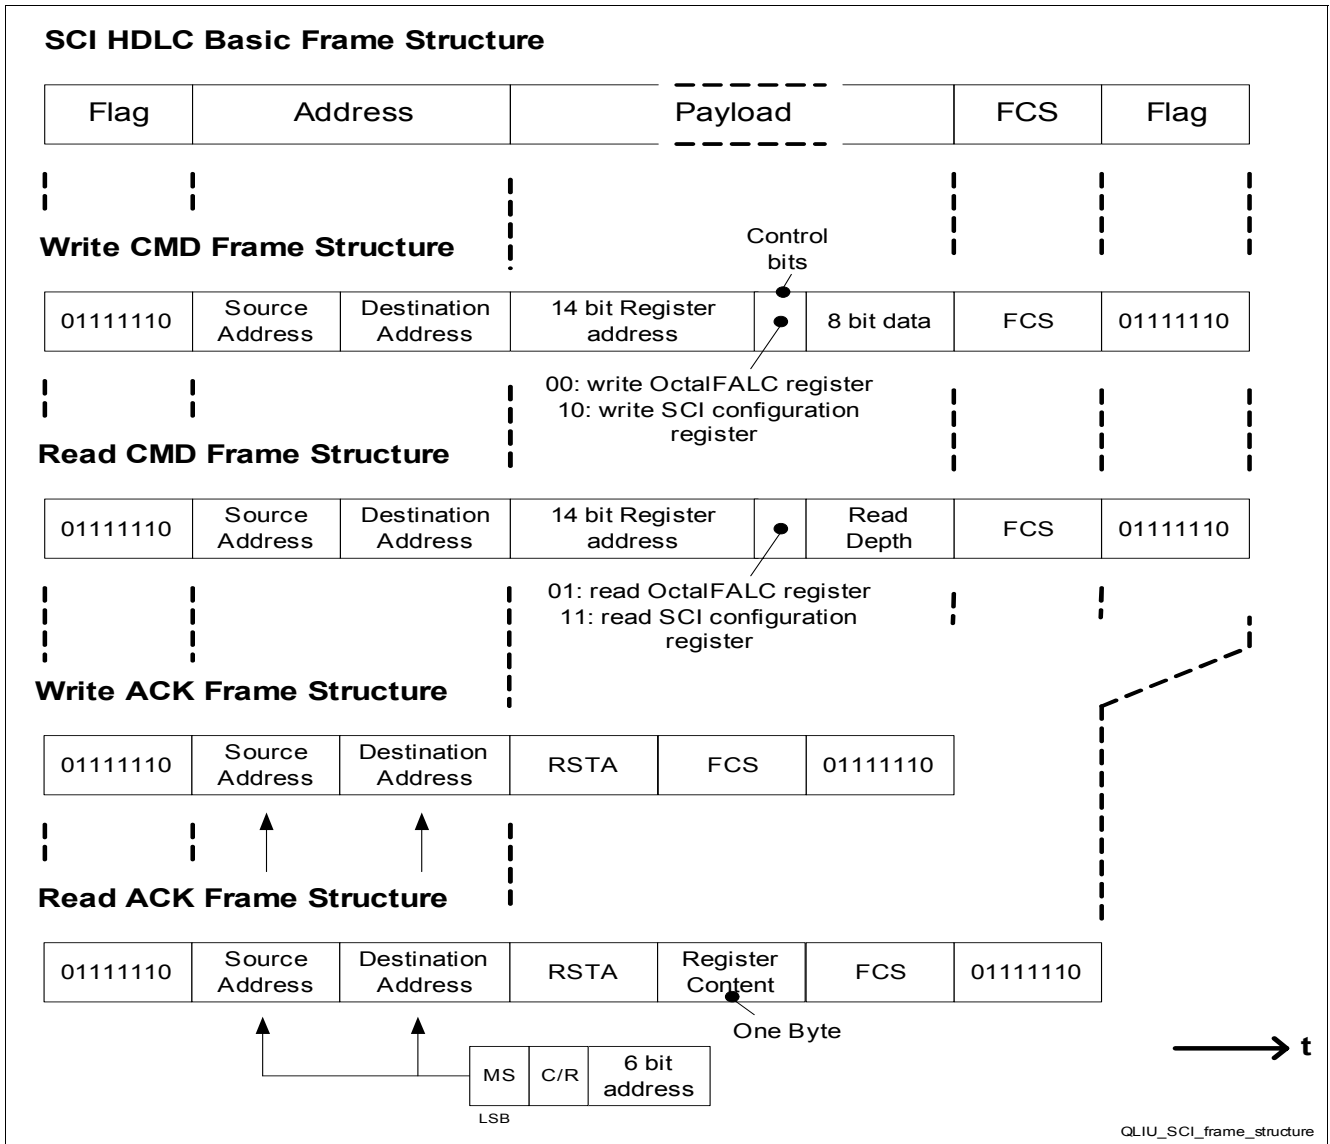 SCI HDLC Basic Frame Structure
Flag Address Payload FCS Flag
Write CMD Frame Structure
Control
bits
01111110 Source Destination 14 bit Register 8 bit data FCS 01111110
Address Address address
00: write OctalFALC register
10: write SCI configuration
register
Read CMD Frame Structure
01111110 Source Destination 14 bit Register Read FCS 01111110
Address Address address Depth
01: read OctalFALC register
11: read SCI configuration
register
Write ACK Frame Structure
01111110 Source Destination RSTA FCS 01111110
Address Address
Read ACK Frame Structure
01111110 Source Destination RSTA Register FCS 01111110
Address Address Content
One Byte
t
MS C/R 6 bit
address
LSB
QLIU_SCI_frame_structure